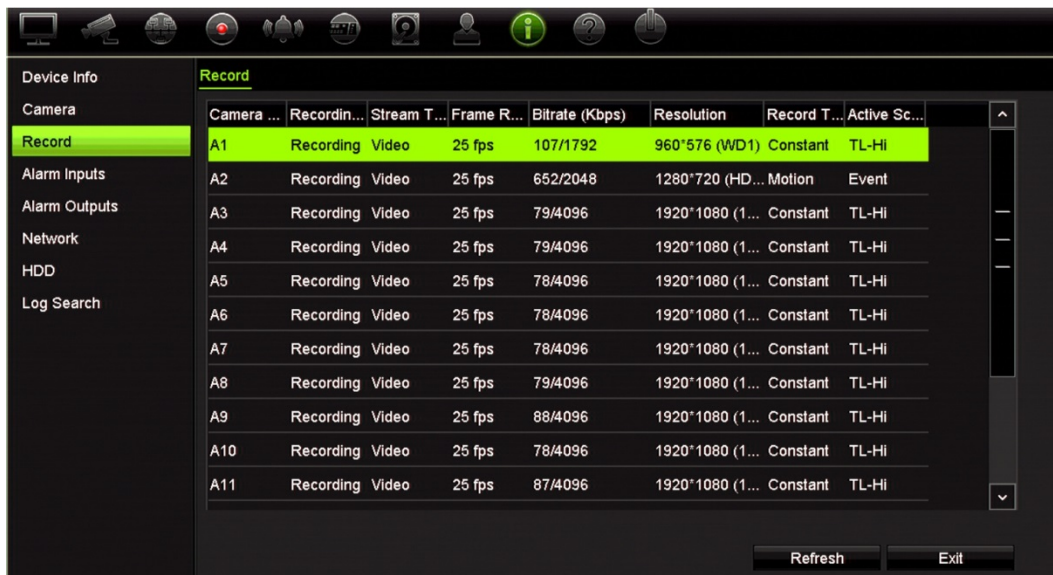 Device Info
Camera
Record
Alarm Inputs
Alarm Outputs
Network
HDD
Log Search
Record
Camera ... Recordin... Stream T... Frame R... Bitrate (Kbps) Resolution Record T... Active Sc...
A1 Recording Video 25 fps 107/1792 960*576 (WD1) Constant TL-Hi
A2 Recording Video 25 fps 652/2048 1280*720 (HD... Motion Event
A3 Recording Video 25 fps 79/4096 1920*1080 (1... Constant TL-Hi
A4 Recording Video 25 fps 79/4096 1920*1080 (1... Constant TL-Hi
A5 Recording Video 25 fps 78/4096 1920*1080 (1... Constant TL-Hi
A6 Recording Video 25 fps 78/4096 1920*1080 (1... Constant TL-Hi
A7 Recording Video 25 fps 78/4096 1920*1080 (1... Constant TL-Hi
A8 Recording Video 25 fps 79/4096 1920*1080 (1... Constant TL-Hi
A9 Recording Video 25 fps 88/4096 1920*1080 (1... Constant TL-Hi
A10 Recording Video 25 fps 78/4096 1920*1080 (1... Constant TL-Hi
A11 Recording Video 25 fps 87/4096 1920*1080 (1... Constant TL-Hi
Refresh Exit